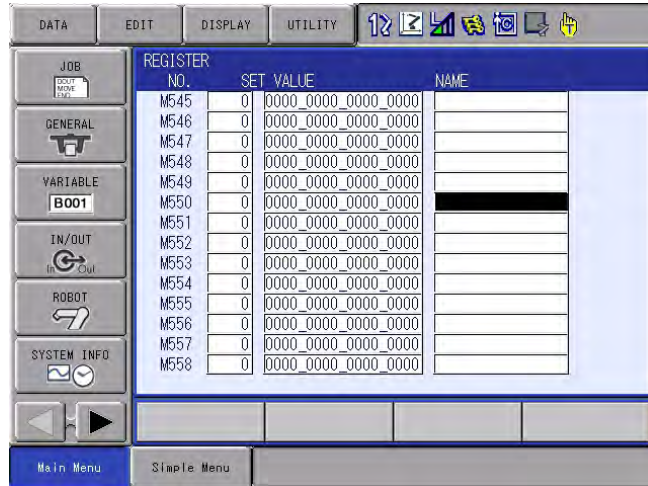 DATA EDIT DISPLAY UTILITY
JOB
DOUT
MOVE
END
GENERAL
VARIABLE
B001
IN/OUT
In Out
ROBOT
SYSTEM INFO
REGISTER
NO. SET VALUE NAME
M545 0 0000_0000_0000_0000
M546 0 0000_0000_0000_0000
M547 0 0000_0000_0000_0000
M548 0 0000_0000_0000_0000
M549 0 0000_0000_0000_0000
M550 0 0000_0000_0000_0000
M551 0 0000_0000_0000_0000
M552 0 0000_0000_0000_0000
M553 0 0000_0000_0000_0000
M554 0 0000_0000_0000_0000
M555 0 0000_0000_0000_0000
M556 0 0000_0000_0000_0000
M557 0 0000_0000_0000_0000
M558 0 0000_0000_0000_0000
Main Menu Simple Menu